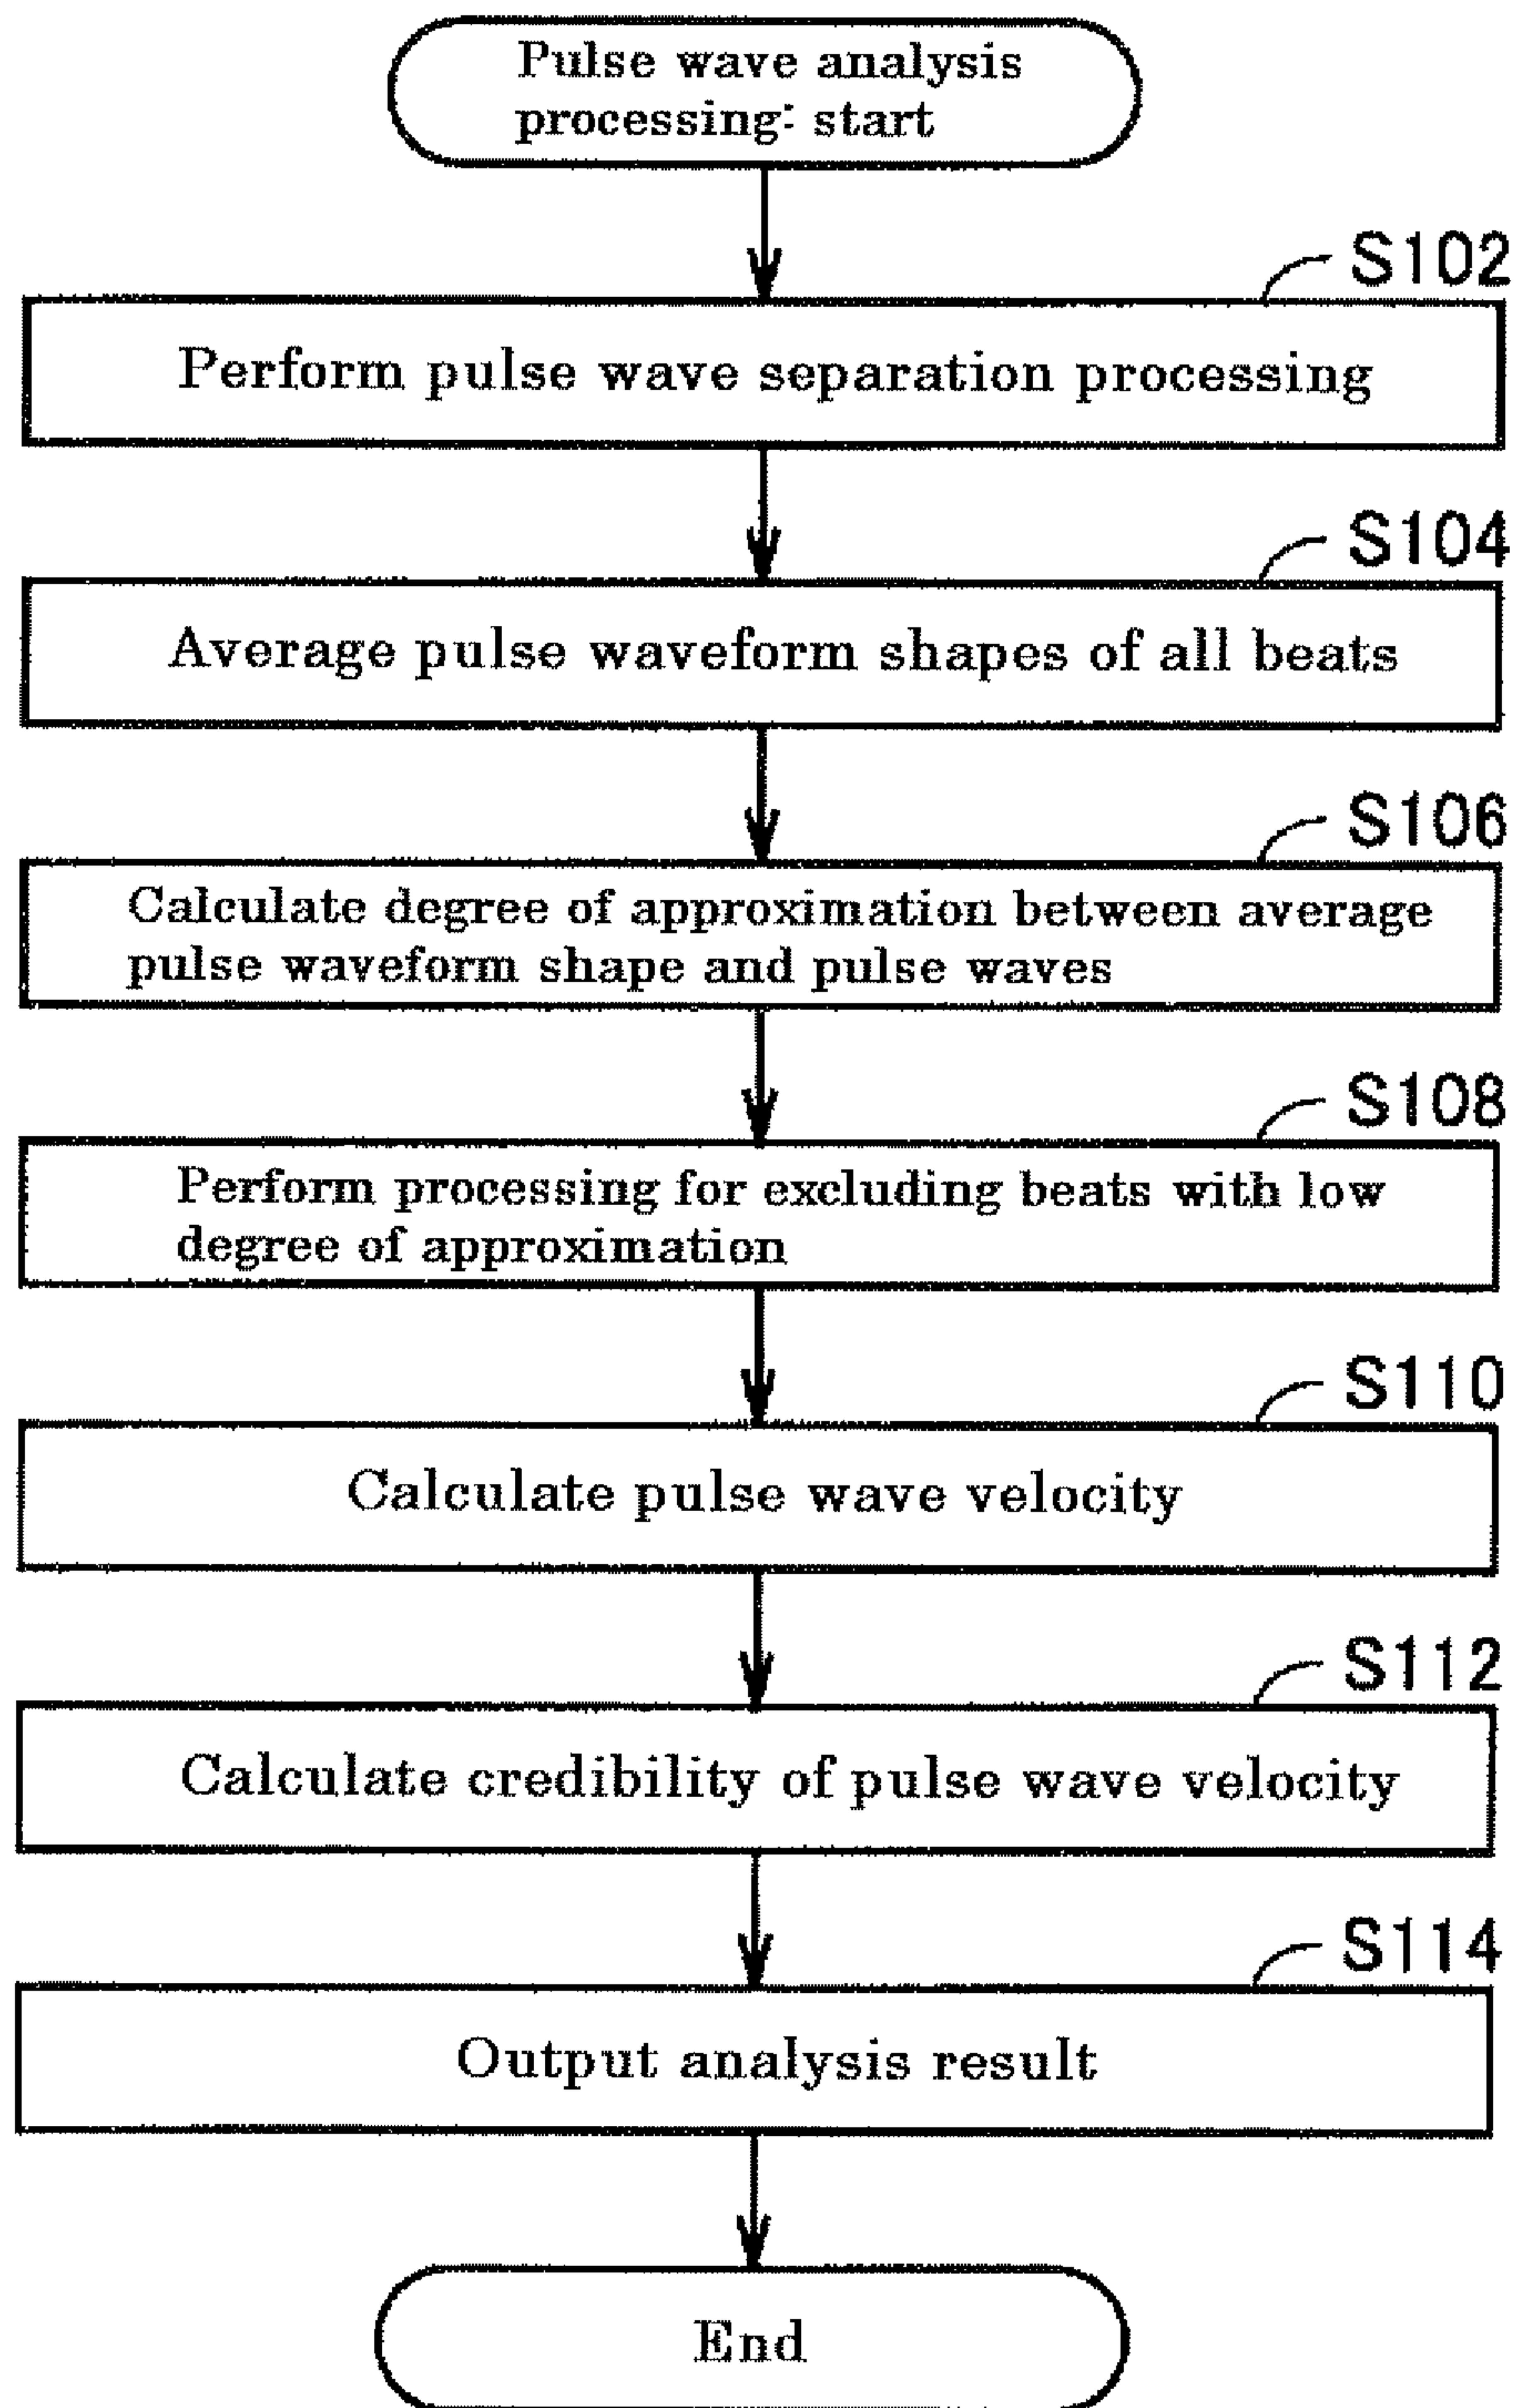 Pulse wave analysis
processing: start
S102
Perform pulse wave separation processing
S104
Average pulse waveform shapes of all beats
S106
Calculate degree of approximation between average
pulse waveform shape and pulse waves
S108
Perform processing for excluding beats with low
degree of approximation
S110
Calculate pulse wave velocity
S112
Calculate credibility of pulse wave velocity
S114
Output analysis result
End